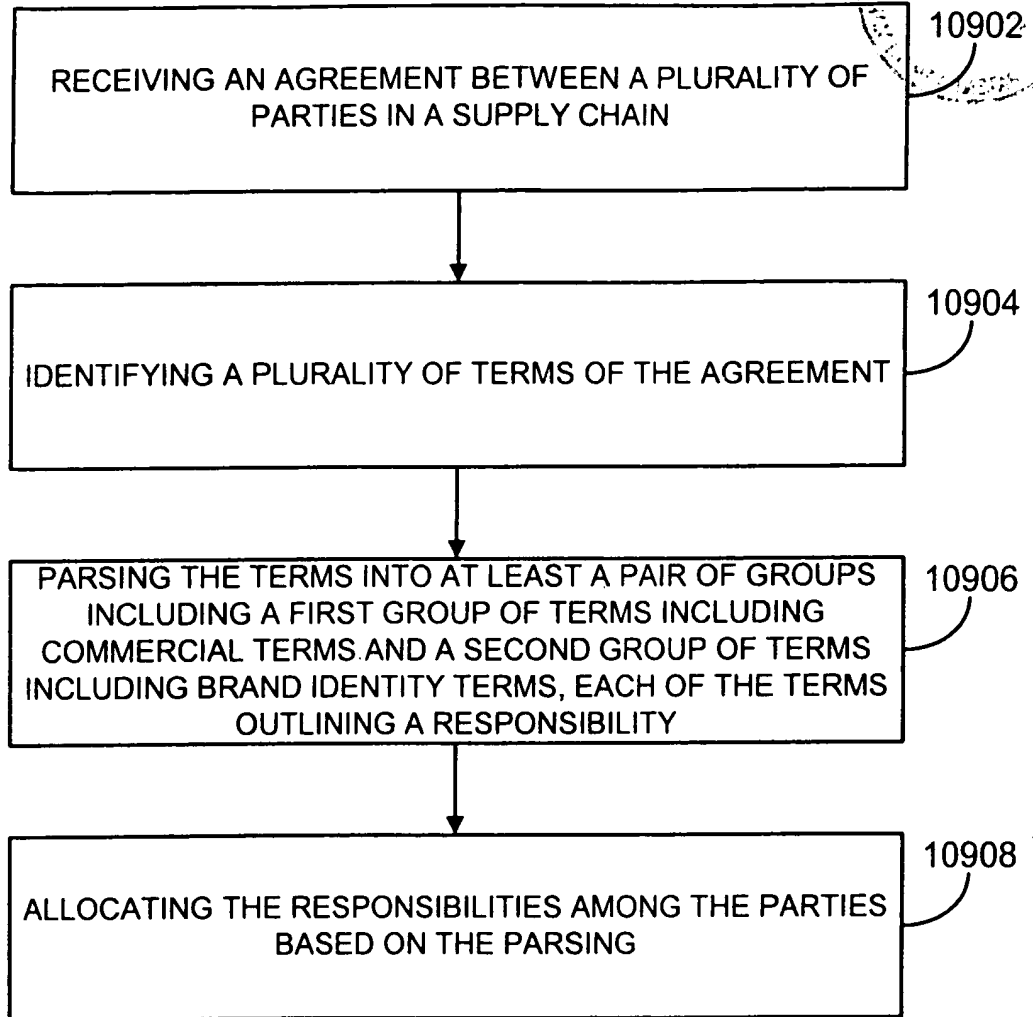 10902
RECEIVING AN AGREEMENT BETWEEN A PLURALITY OF
PARTIES IN A SUPPLY CHAIN
10904
IDENTIFYING A PLURALITY OF TERMS OF THE AGREEMENT
10906
PARSING THE TERMS INTO AT LEAST A PAIR OF GROUPS
INCLUDING A FIRST GROUP OF TERMS INCLUDING
COMMERCIAL TERMS AND A SECOND GROUP OF TERMS
INCLUDING BRAND IDENTITY TERMS, EACH OF THE TERMS
OUTLINING A RESPONSIBILITY
10908
ALLOCATING THE RESPONSIBILITIES AMONG THE PARTIES
BASED ON THE PARSING